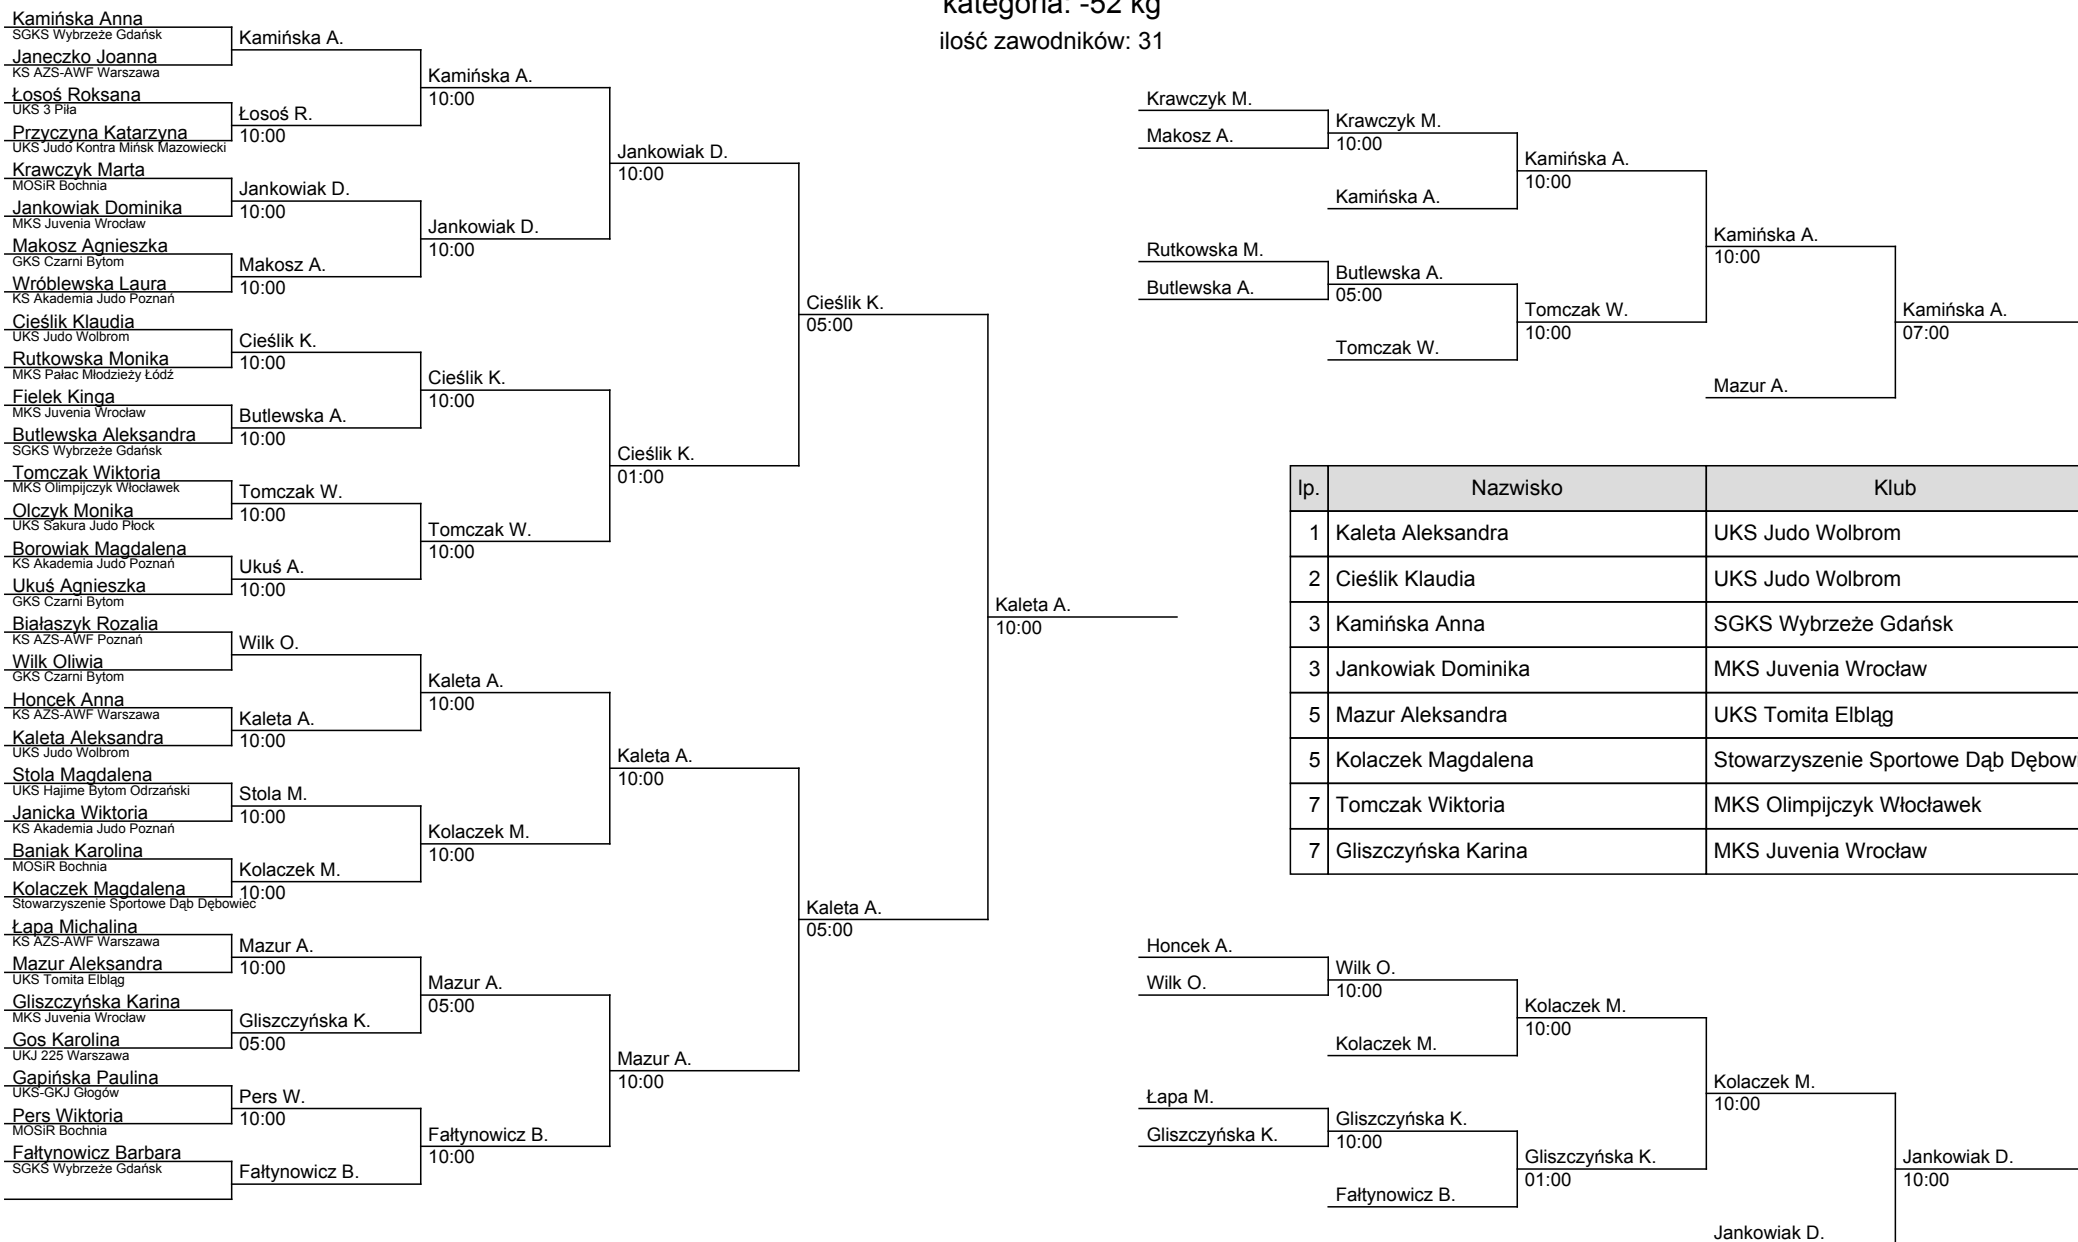 kategoria: -52 kg
ilość zawodników: 31
Kamińska Anna
SGKS Wybrzeże Gdańsk
Janeczko Joanna
KS AZS-AWF Warszawa
Łosoś Roksana
UKS 3 Piła
Przyczyna Katarzyna
UKS Judo Kontra Mińsk Mazowiecki
Krawczyk Marta
MOSiR Bochnia
Jankowiak Dominika
MKS Juvenia Wrocław
Makosz Agnieszka
GKS Czarni Bytom
Wróblewska Laura
KS Akademia Judo Poznań
Cieślik Klaudia
UKS Judo Wolbrom
Rutkowska Monika
MKS Pałac Młodzieży Łódź
Fielek Kinga
MKS Juvenia Wrocław
Butlewska Aleksandra
SGKS Wybrzeże Gdańsk
Tomczak Wiktoria
MKS Olimpijczyk Włocławek
Olczyk Monika
UKS Sakura Judo Płock
Borowiak Magdalena
KS Akademia Judo Poznań
Ukuś Agnieszka
GKS Czarni Bytom
Białaszyk Rozalia
KS AZS-AWF Poznań
Wilk Oliwia
GKS Czarni Bytom
Honcek Anna
KS AZS-AWF Warszawa
Kaleta Aleksandra
UKS Judo Wolbrom
Stola Magdalena
UKS Hajime Bytom Odrzański
Janicka Wiktoria
KS Akademia Judo Poznań
Baniak Karolina
MOSiR Bochnia
Kolaczek Magdalena
Stowarzyszenie Sportowe Dąb Dębowiec
Łapa Michalina
KS AZS-AWF Warszawa
Mazur Aleksandra
UKS Tomita Elbląg
Gliszczyńska Karina
MKS Juvenia Wrocław
Gos Karolina
UKJ 225 Warszawa
Gapińska Paulina
UKS-GKJ Głogów
Pers Wiktoria
MOSiR Bochnia
Fałtynowicz Barbara
SGKS Wybrzeże Gdańsk
Kamińska A.
Łosoś R.
10:00
Jankowiak D.
10:00
Makosz A.
10:00
Cieślik K.
10:00
Butlewska A.
10:00
Tomczak W.
10:00
Ukuś A.
10:00
Wilk O.
Kaleta A.
10:00
Stola M.
10:00
Kolaczek M.
10:00
Mazur A.
10:00
Gliszczyńska K.
05:00
Pers W.
10:00
Fałtynowicz B.
Kamińska A.
10:00
Jankowiak D.
10:00
Cieślik K.
10:00
Tomczak W.
10:00
Kaleta A.
10:00
Kolaczek M.
10:00
Mazur A.
05:00
Fałtynowicz B.
10:00
Jankowiak D.
10:00
Cieślik K.
01:00
Kaleta A.
10:00
Mazur A.
10:00
Cieślik K.
05:00
Kaleta A.
05:00
Kaleta A.
10:00
Krawczyk M.
Makosz A.
Rutkowska M.
Butlewska A.
Krawczyk M.
10:00
Kamińska A.
Butlewska A.
05:00
Tomczak W.
Kamińska A.
10:00
Tomczak W.
10:00
Kamińska A.
10:00
Mazur A.
Kamińska A.
07:00
lp. Nazwisko Klub
1 Kaleta Aleksandra UKS Judo Wolbrom
2 Cieślik Klaudia UKS Judo Wolbrom
3 Kamińska Anna SGKS Wybrzeże Gdańsk
3 Jankowiak Dominika MKS Juvenia Wrocław
5 Mazur Aleksandra UKS Tomita Elbląg
5 Kolaczek Magdalena Stowarzyszenie Sportowe Dąb
7 Tomczak Wiktoria MKS Olimpijczyk Włocławek
7 Gliszczyńska Karina MKS Juvenia Wrocław
Honcek A.
Wilk O.
Łapa M.
Gliszczyńska K.
Wilk O.
10:00
Kolaczek M.
Gliszczyńska K.
10:00
Fałtynowicz B.
Kolaczek M.
10:00
Gliszczyńska K.
01:00
Kolaczek M.
10:00
Jankowiak D.
Jankowiak D.
10:00